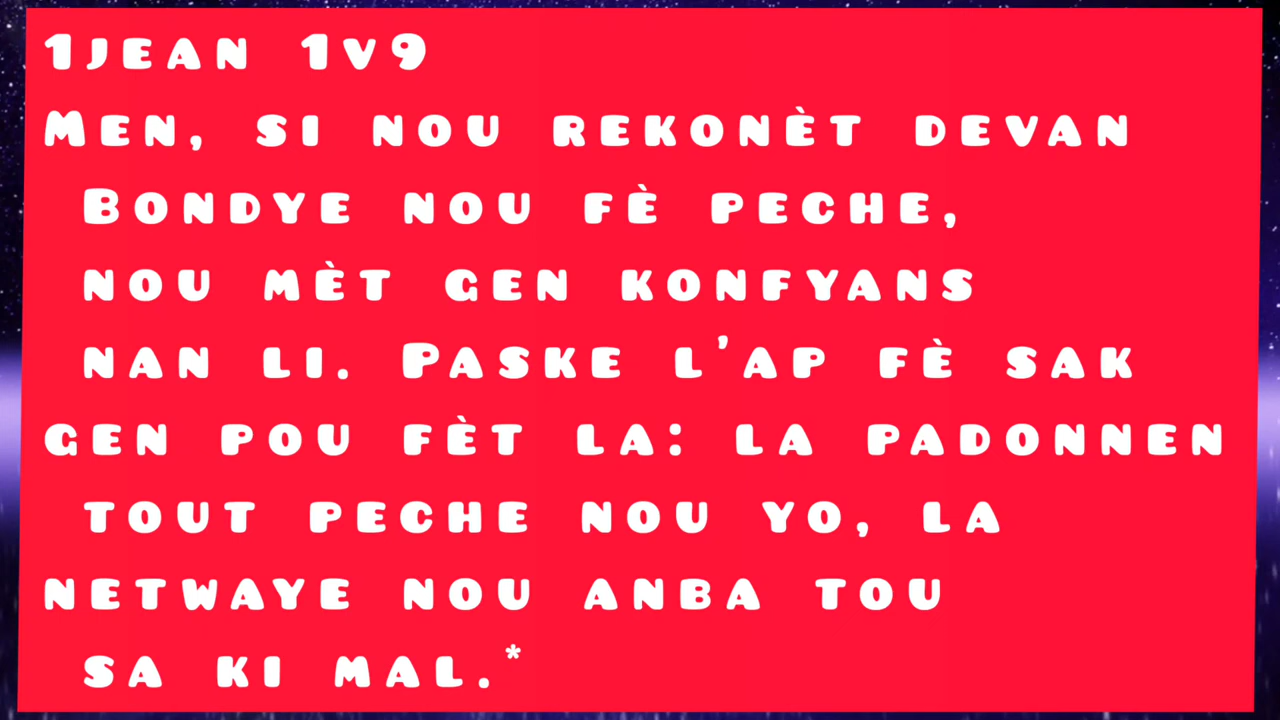 1Jean 1v9
Men, si nou rekonèt devan
Bondye nou fè peche,
nou mèt gen konfyans
nan li. Paske l'ap fè sak
gen pou fèt la: la padonnen
tout peche nou yo, la
netwaye nou anba tou
sa ki mal.*